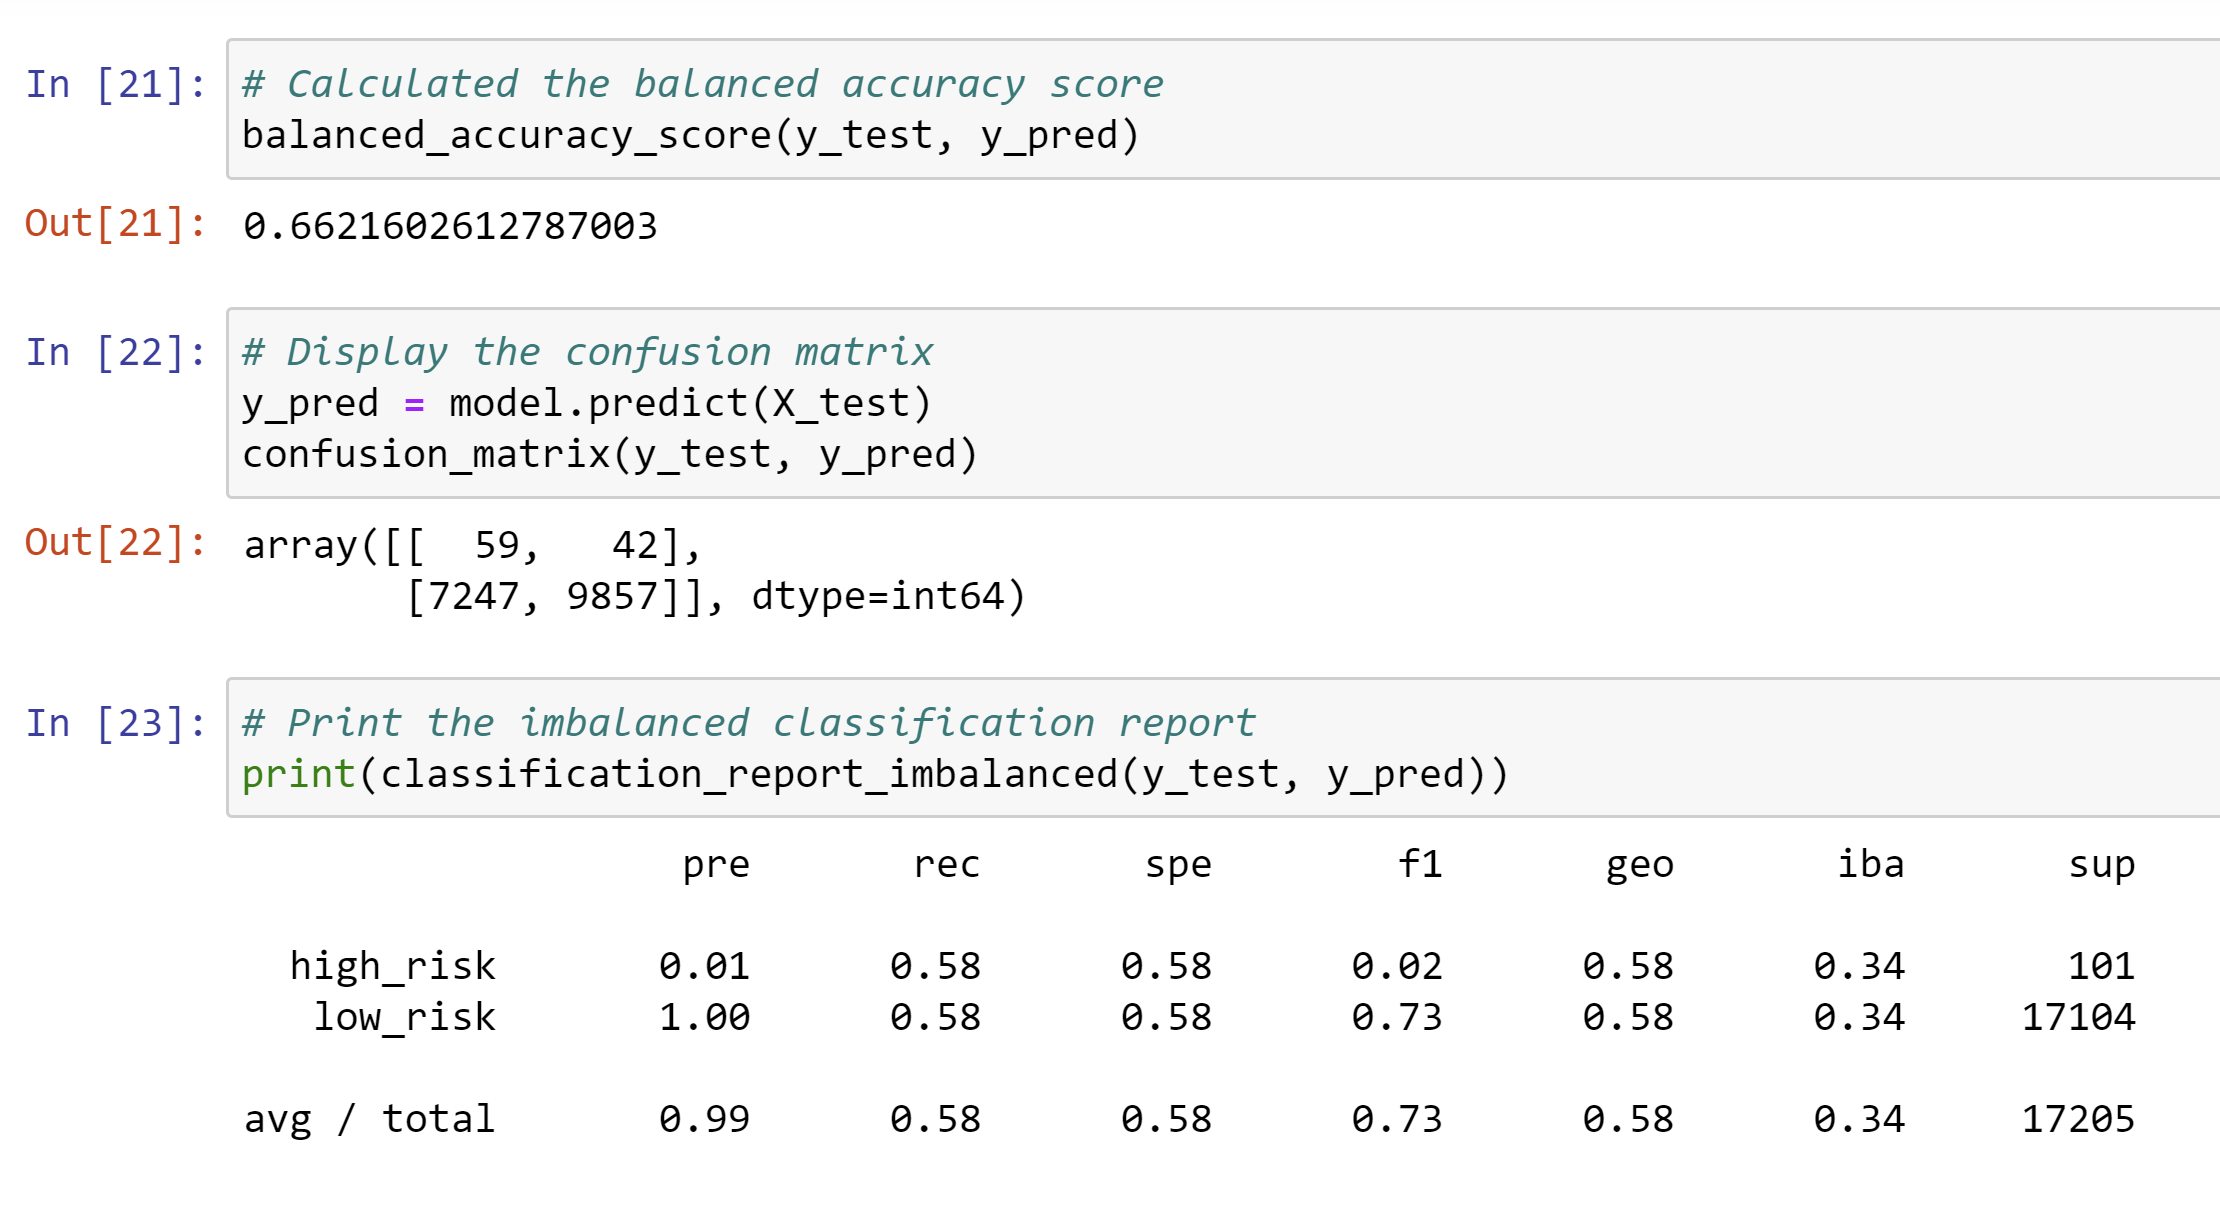 In [21]: # Calculated the balanced accuracy score
balanced_accuracy_score(y_test, y_pred)
Out[21]: 0.6621602612787003
In [22]: # Display the confusion matrix
y_pred = model.predict(X_test)
confusion_matrix(y_test, y_pred)
Out[22]: array([[  59,   42],
       [7247, 9857]], dtype=int64)
In [23]: # Print the imbalanced classification report
print(classification_report_imbalanced(y_test, y_pred))
pre rec spe f1 geo iba sup
high_risk 0.01 0.58 0.58 0.02 0.58 0.34 101
low_risk 1.00 0.58 0.58 0.73 0.58 0.34 17104
avg / total 0.99 0.58 0.58 0.73 0.58 0.34 17205